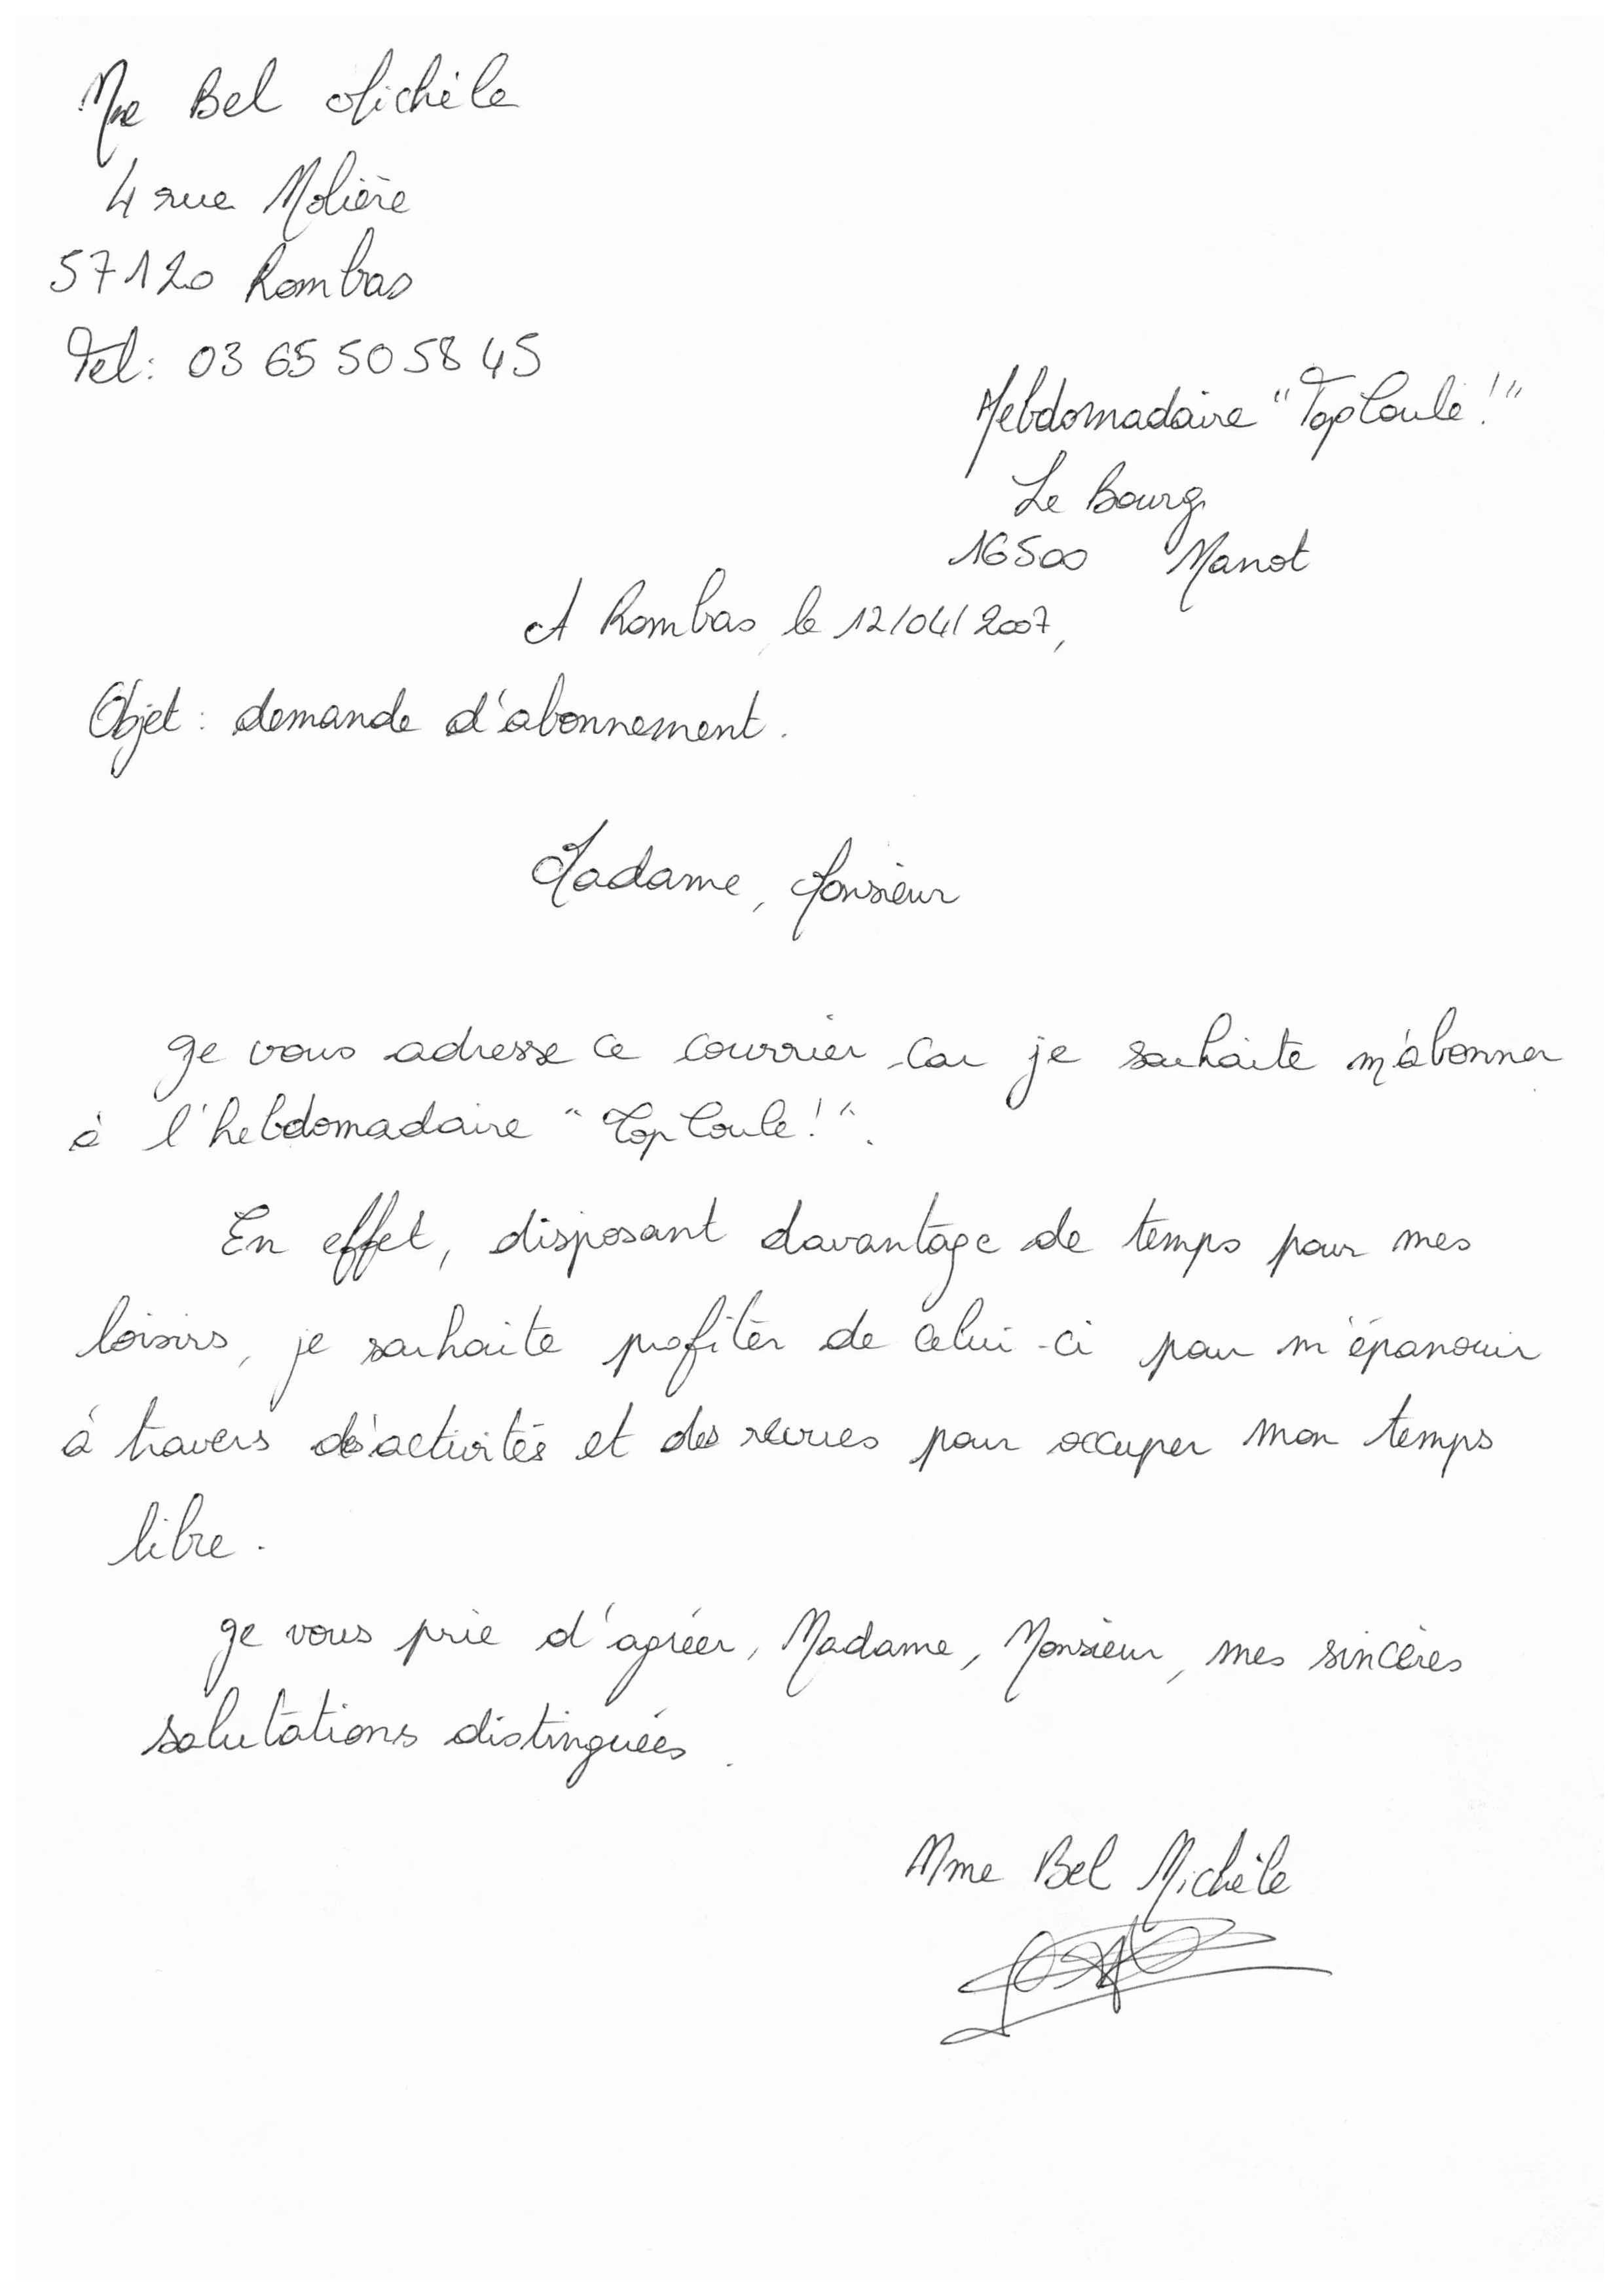 Mme Bel Michèle
4 rue Molière
57120 Rombas
Tel: 03 65 50 58 45
Hebdomadaire "Top Coule!"
Le Bourg
16500 Manot
A Rombas, le 12/04/2007,
Objet: demande d'abonnement.
Madame, Monsieur
Je vous adresse ce courrier car je souhaite m'abonner
à l'hebdomadaire "Top Coule!".
En effet, disposant davantage de temps pour mes
loisirs, je souhaite profiter de celui-ci pour m'épanouir
à travers d'activités et des revues pour occuper mon temps
libre.
Je vous prie d'agréer, Madame, Monsieur, mes sincères
salutations distinguées.
Mme Bel Michèle